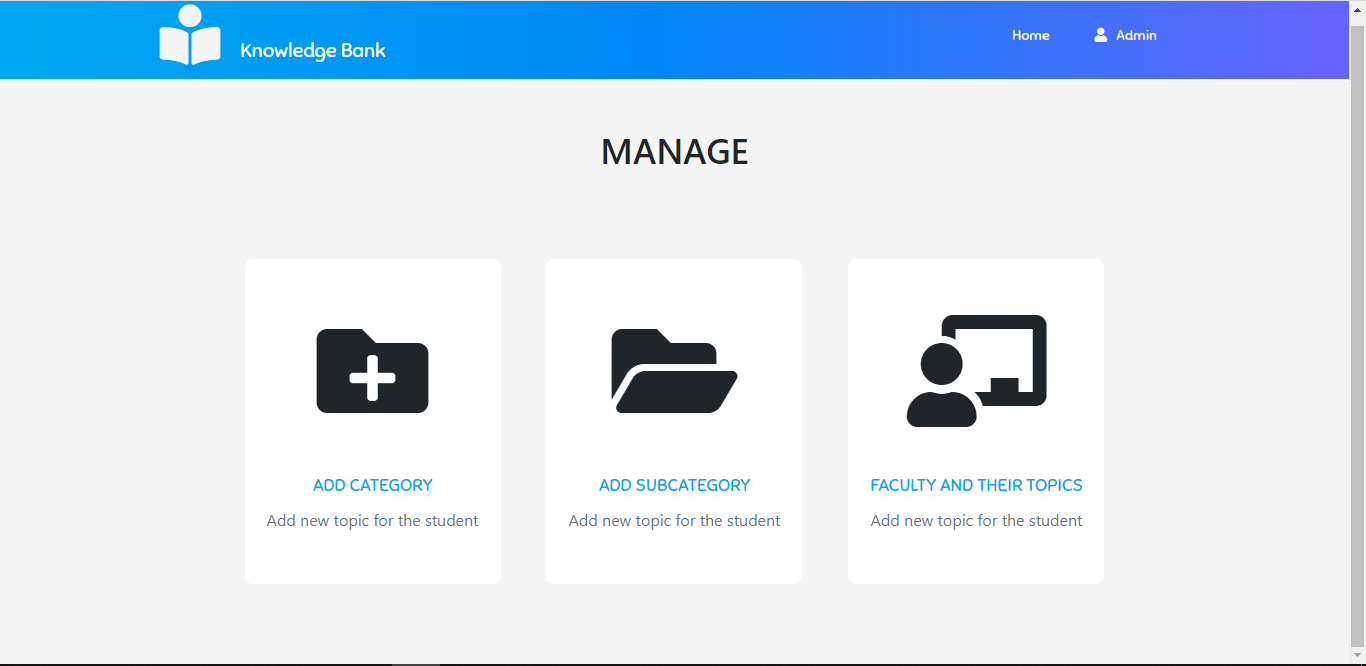 Knowledge Bank
Home
Admin
MANAGE
ADD CATEGORY
Add new topic for the student
ADD SUBCATEGORY
Add new topic for the student
FACULTY AND THEIR TOPICS
Add new topic for the student